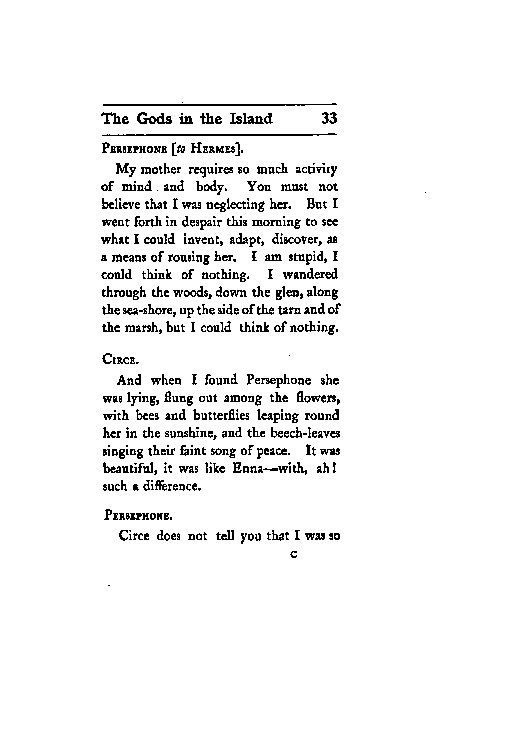 The Gods in the Island 33
PERSEPHONE [to HERMES].
My mother requires so much activity
of mind and body. You must not
believe that I was neglecting her. But I
went forth in despair this morning to see
what I could invent, adapt, discover, as
a means of rousing her. I am stupid, I
could think of nothing. I wandered
through the woods, down the glen, along
the sea-shore, up the side of the tarn and of
the marsh, but I could think of nothing.
CIRCE.
And when I found Persephone she
was lying, flung out among the flowers,
with bees and butterflies leaping round
her in the sunshine, and the beech-leaves
singing their faint song of peace. It was
beautiful, it was like Enna—with, ah!
such a difference.
PERSEPHONE.
Circe does not tell you that I was so
C